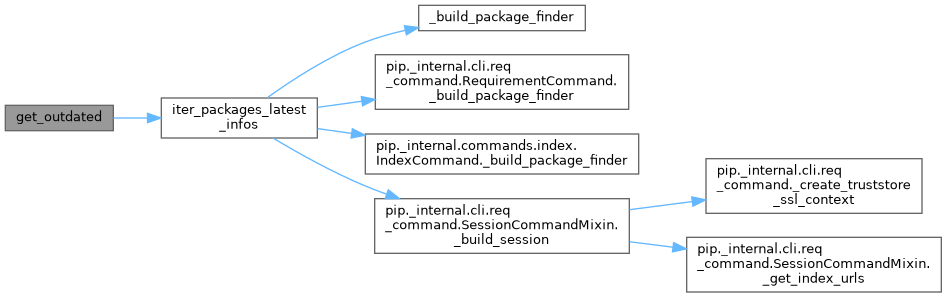 get_outdated
iter_packages_latest
_infos
_build_package_finder
pip._internal.cli.req
_command.RequirementCommand.
_build_package_finder
pip._internal.commands.index.
IndexCommand._build_package_finder
pip._internal.cli.req
_command.SessionCommandMixin.
_build_session
pip._internal.cli.req
_command._create_truststore
_ssl_context
pip._internal.cli.req
_command.SessionCommandMixin.
_get_index_urls